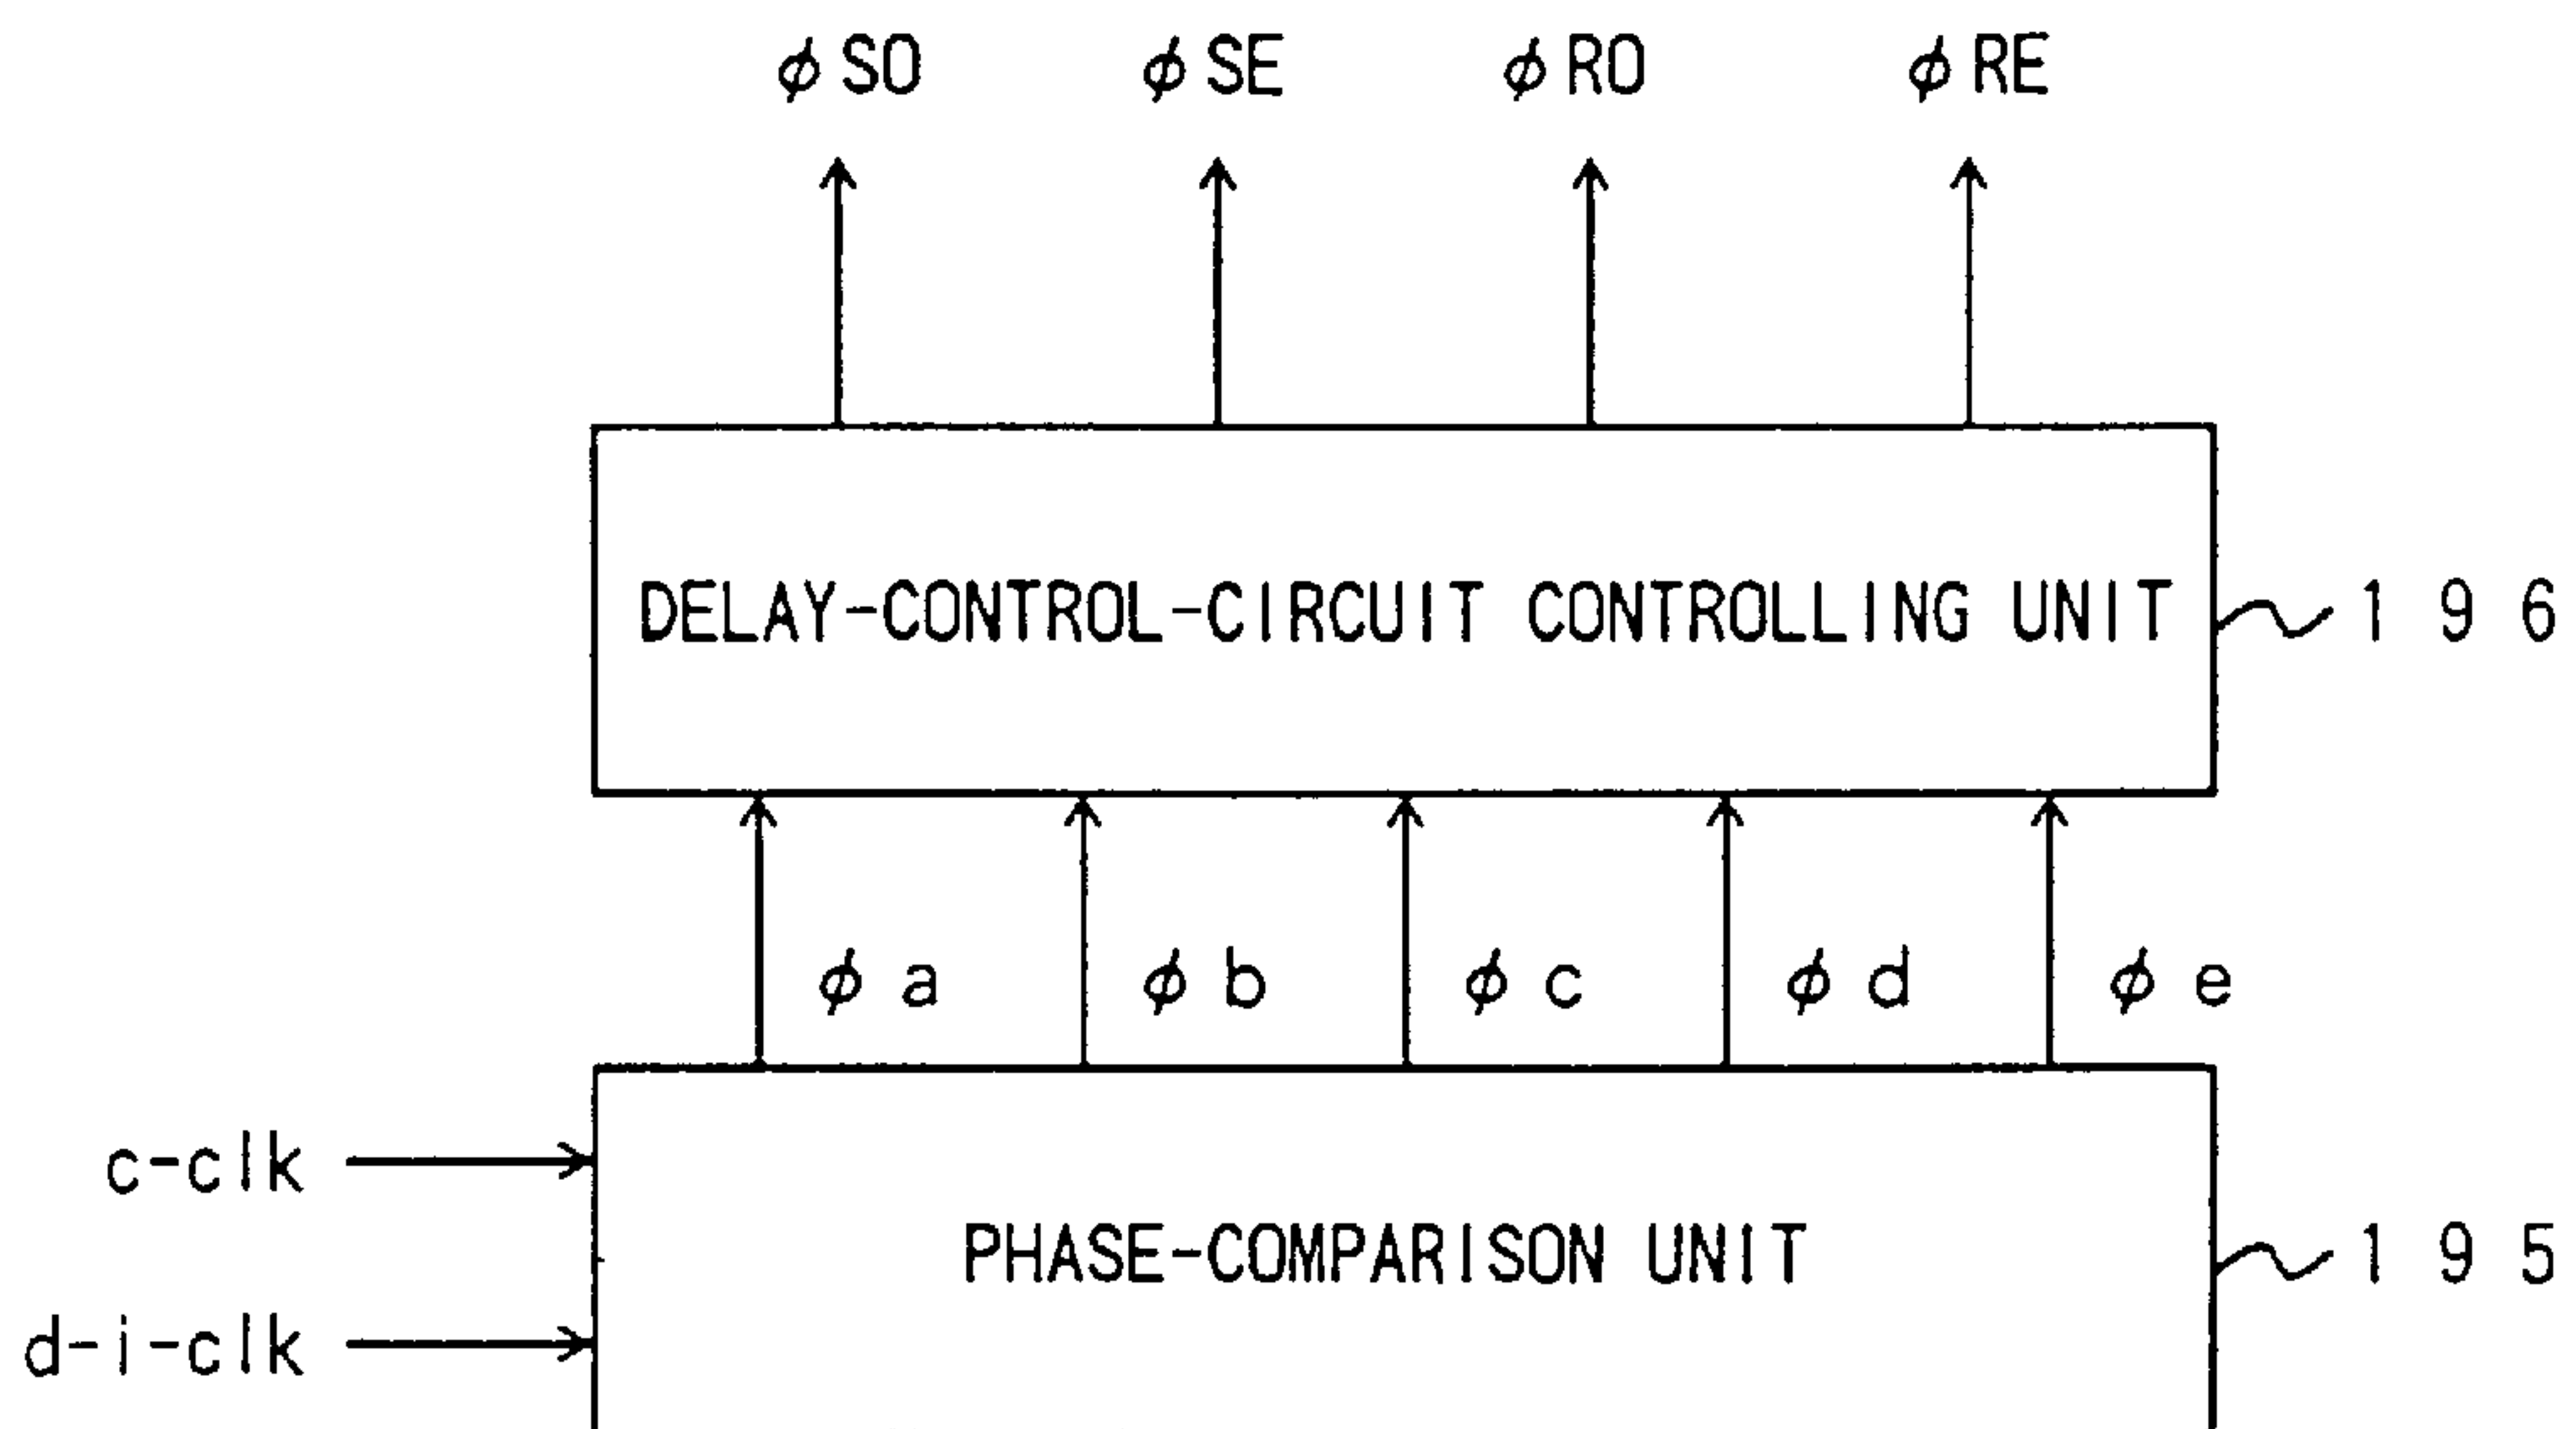 φSO φSE φRO φRE
DELAY-CONTROL-CIRCUIT CONTROLLING UNIT 196
φa φb φc φd φe
c-clk
PHASE-COMPARISON UNIT 195
d-i-clk